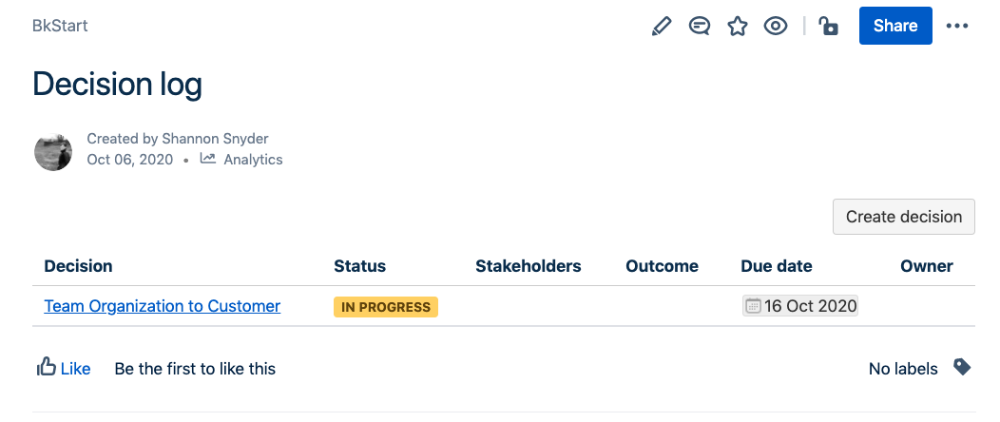 BkStart
Share
Decision log
Created by Shannon Snyder
Oct 06, 2020 • Analytics
Create decision
Decision Status Stakeholders Outcome Due date Owner
Team Organization to Customer IN PROGRESS 16 Oct 2020
Like Be the first to like this No labels